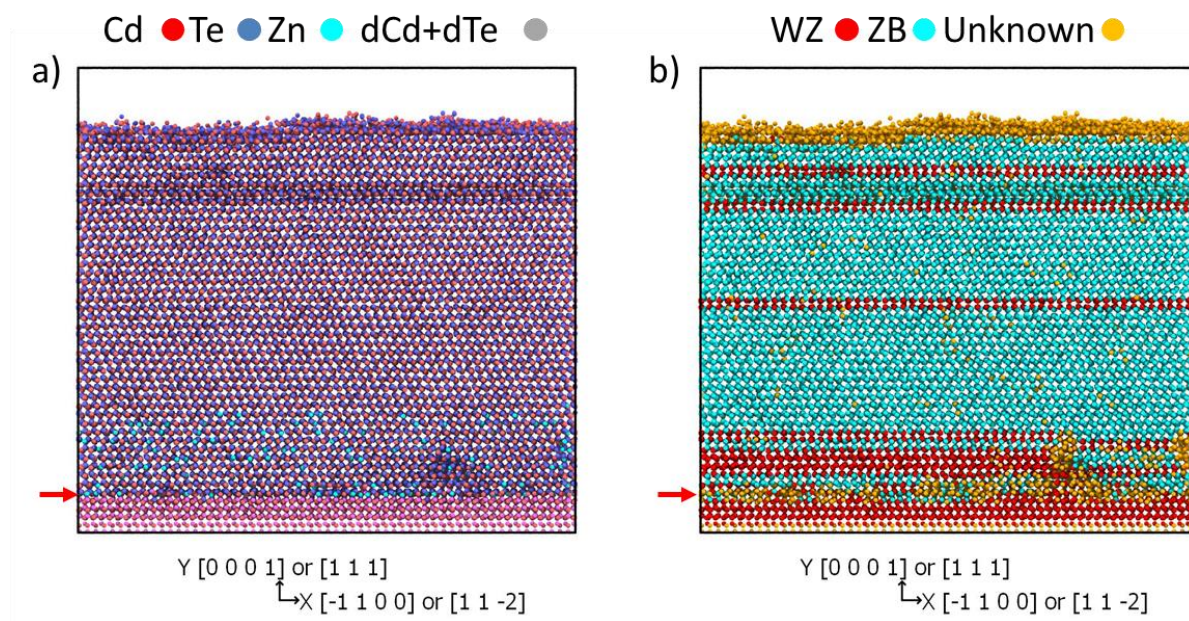 Cd Te Zn dCd+dTe
WZ ZB Unknown
a)
b)
Y [0 0 0 1] or [1 1 1]
X [-1 1 0 0] or [1 1 -2]
Y [0 0 0 1] or [1 1 1]
X [-1 1 0 0] or [1 1 -2]